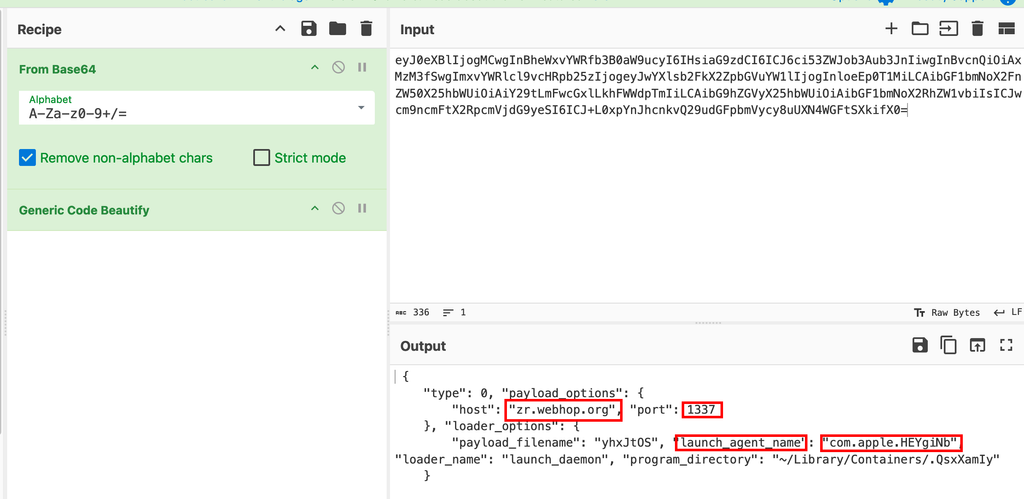 Recipe
From Base64
Alphabet
A-Za-z0-9+/=
Remove non-alphabet chars
Strict mode
Generic Code Beautify
Input
eyJ0eXBlIjogMCwgInBheWxvYWRfb3B0aW9ucyI6IHsiaG9zdCI6ICJ6ci53ZWJob3Aub3JnIiwgInBvcnQiOiAx
MzM3fSwgImxvYWRlcl9vcHRpb25zIjogeyJwYXlsb2FkX2ZpbGVuYW1lIjogInloeEp0T1MiLCAibGF1bmNoX2Fn
ZW50X25hbWUiOiAiY29tLmFwcGxlLkhFWWdpTmIiLCAibG9hZGVyX25hbWUiOiAibGF1bmNoX2RhZW1vbiIsICJw
cm9ncmFtX2RpcmVjdG9yeSI6ICJ+L0xpYnJhcnkvQ29udGFpbmVycy8uUXN4WGFtSXkifX0=
ABC 336 1 Tт Raw Bytes LF
Output
{
"type": 0, "payload_options": {
"host": "zr.webhop.org", "port": 1337
}, "loader_options": {
"payload_filename": "yhxJtOS", "launch_agent_name": "com.apple.HEYgiNb",
"loader_name": "launch_daemon", "program_directory": "~/Library/Containers/.QsxXamIy"
}